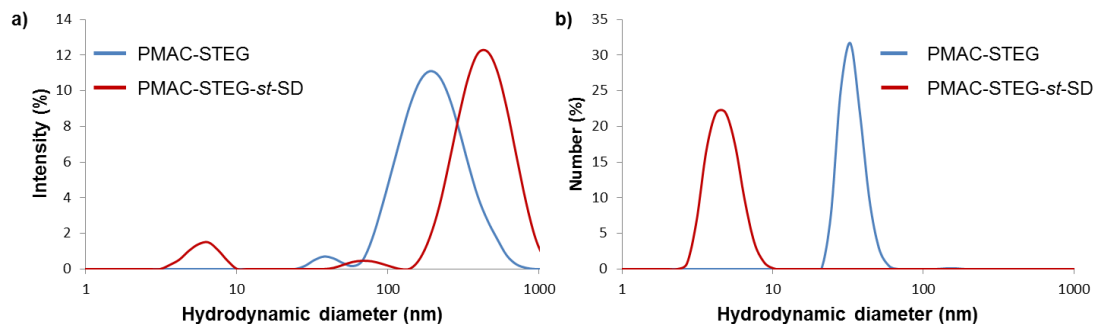 a)
14
12
10
8
6
4
2
0
Intensity (%)
PMAC-STEG
PMAC-STEG-st-SD
1 10 100 1000
Hydrodynamic diameter (nm)
b)
35
30
25
20
15
10
5
0
Number (%)
PMAC-STEG
PMAC-STEG-st-SD
1 10 100 1000
Hydrodynamic diameter (nm)